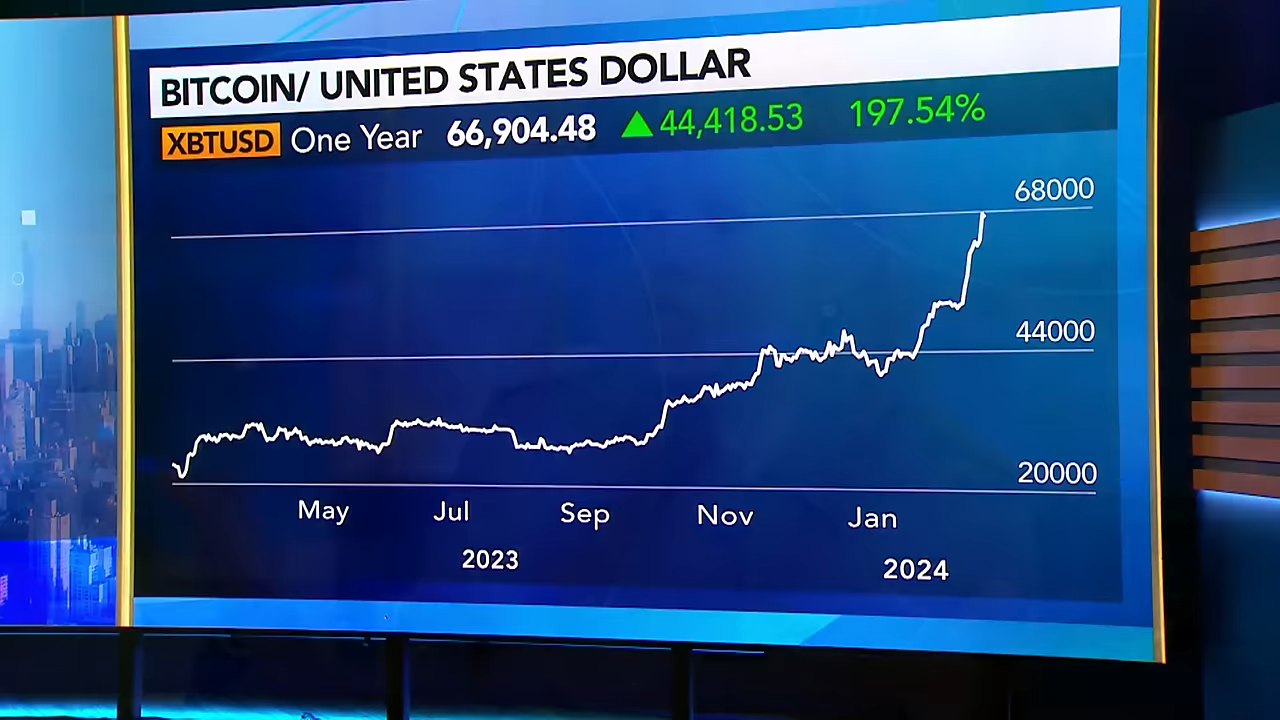 BITCOIN/ UNITED STATES DOLLAR
XBTUSD One Year 66,904.48 ▲44,418.53 197.54%
68000
44000
20000
May Jul Sep Nov Jan
2023 2024